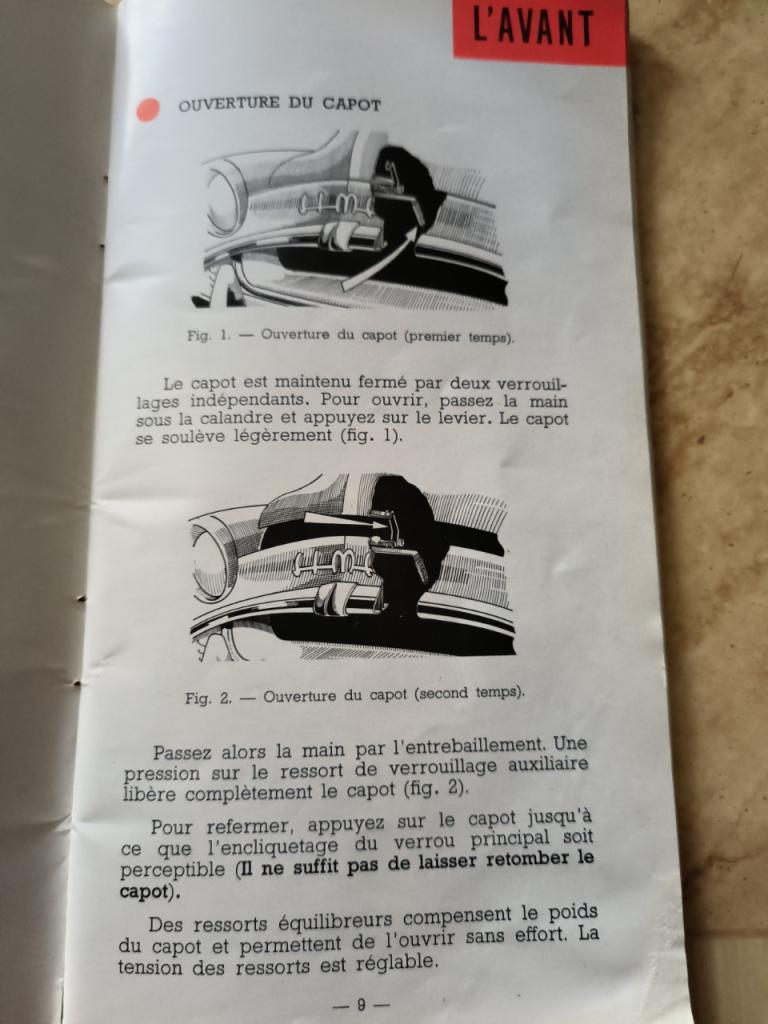 L'AVANT
OUVERTURE DU CAPOT
Fig. 1. — Ouverture du capot (premier temps).
Le capot est maintenu fermé par deux verrouil-
lages indépendants. Pour ouvrir, passez la main
sous la calandre et appuyez sur le levier. Le capot
se soulève légèrement (fig. 1).
Fig. 2. — Ouverture du capot (second temps).
Passez alors la main par l'entrebaillement. Une
pression sur le ressort de verrouillage auxiliaire
libère complètement le capot (fig. 2).
Pour refermer, appuyez sur le capot jusqu'à
ce que l'encliquetage du verrou principal soit
perceptible (Il ne suffit pas de laisser retomber le
capot).
Des ressorts équilibreurs compensent le poids
du capot et permettent de l'ouvrir sans effort. La
tension des ressorts est réglable.
— 9 —